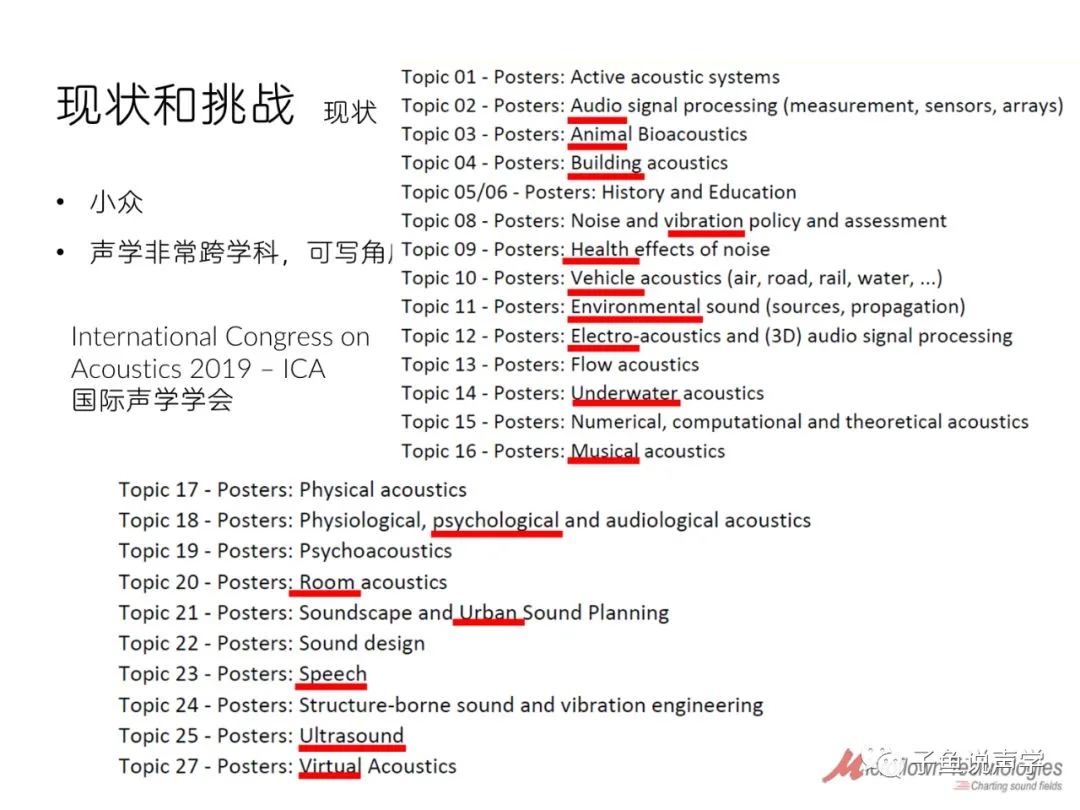 现状和挑战 现状
• 小众
• 声学非常跨学科，可写角
International Congress on
Acoustics 2019 – ICA
国际声学学会
Topic 01 - Posters: Active acoustic systems
Topic 02 - Posters: Audio signal processing (measurement, sensors, arrays)
Topic 03 - Posters: Animal Bioacoustics
Topic 04 - Posters: Building acoustics
Topic 05/06 - Posters: History and Education
Topic 08 - Posters: Noise and vibration policy and assessment
Topic 09 - Posters: Health effects of noise
Topic 10 - Posters: Vehicle acoustics (air, road, rail, water, ...)
Topic 11 - Posters: Environmental sound (sources, propagation)
Topic 12 - Posters: Electro-acoustics and (3D) audio signal processing
Topic 13 - Posters: Flow acoustics
Topic 14 - Posters: Underwater acoustics
Topic 15 - Posters: Numerical, computational and theoretical acoustics
Topic 16 - Posters: Musical acoustics
Topic 17 - Posters: Physical acoustics
Topic 18 - Posters: Physiological, psychological and audiological acoustics
Topic 19 - Posters: Psychoacoustics
Topic 20 - Posters: Room acoustics
Topic 21 - Posters: Soundscape and Urban Sound Planning
Topic 22 - Posters: Sound design
Topic 23 - Posters: Speech
Topic 24 - Posters: Structure-borne sound and vibration engineering
Topic 25 - Posters: Ultrasound
Topic 27 - Posters: Virtual Acoustics
子鱼说声学
Technologies
Charting sound fields